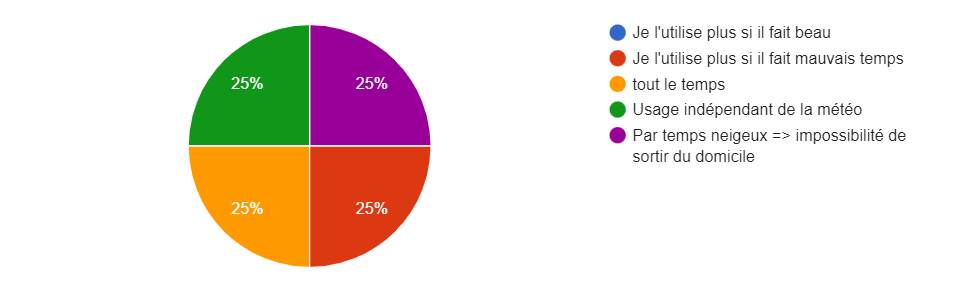 25%
25%
25%
25%
Je l'utilise plus si il fait beau
Je l'utilise plus si il fait mauvais temps
tout le temps
Usage indépendant de la météo
Par temps neigeux => impossibilité de
sortir du domicile